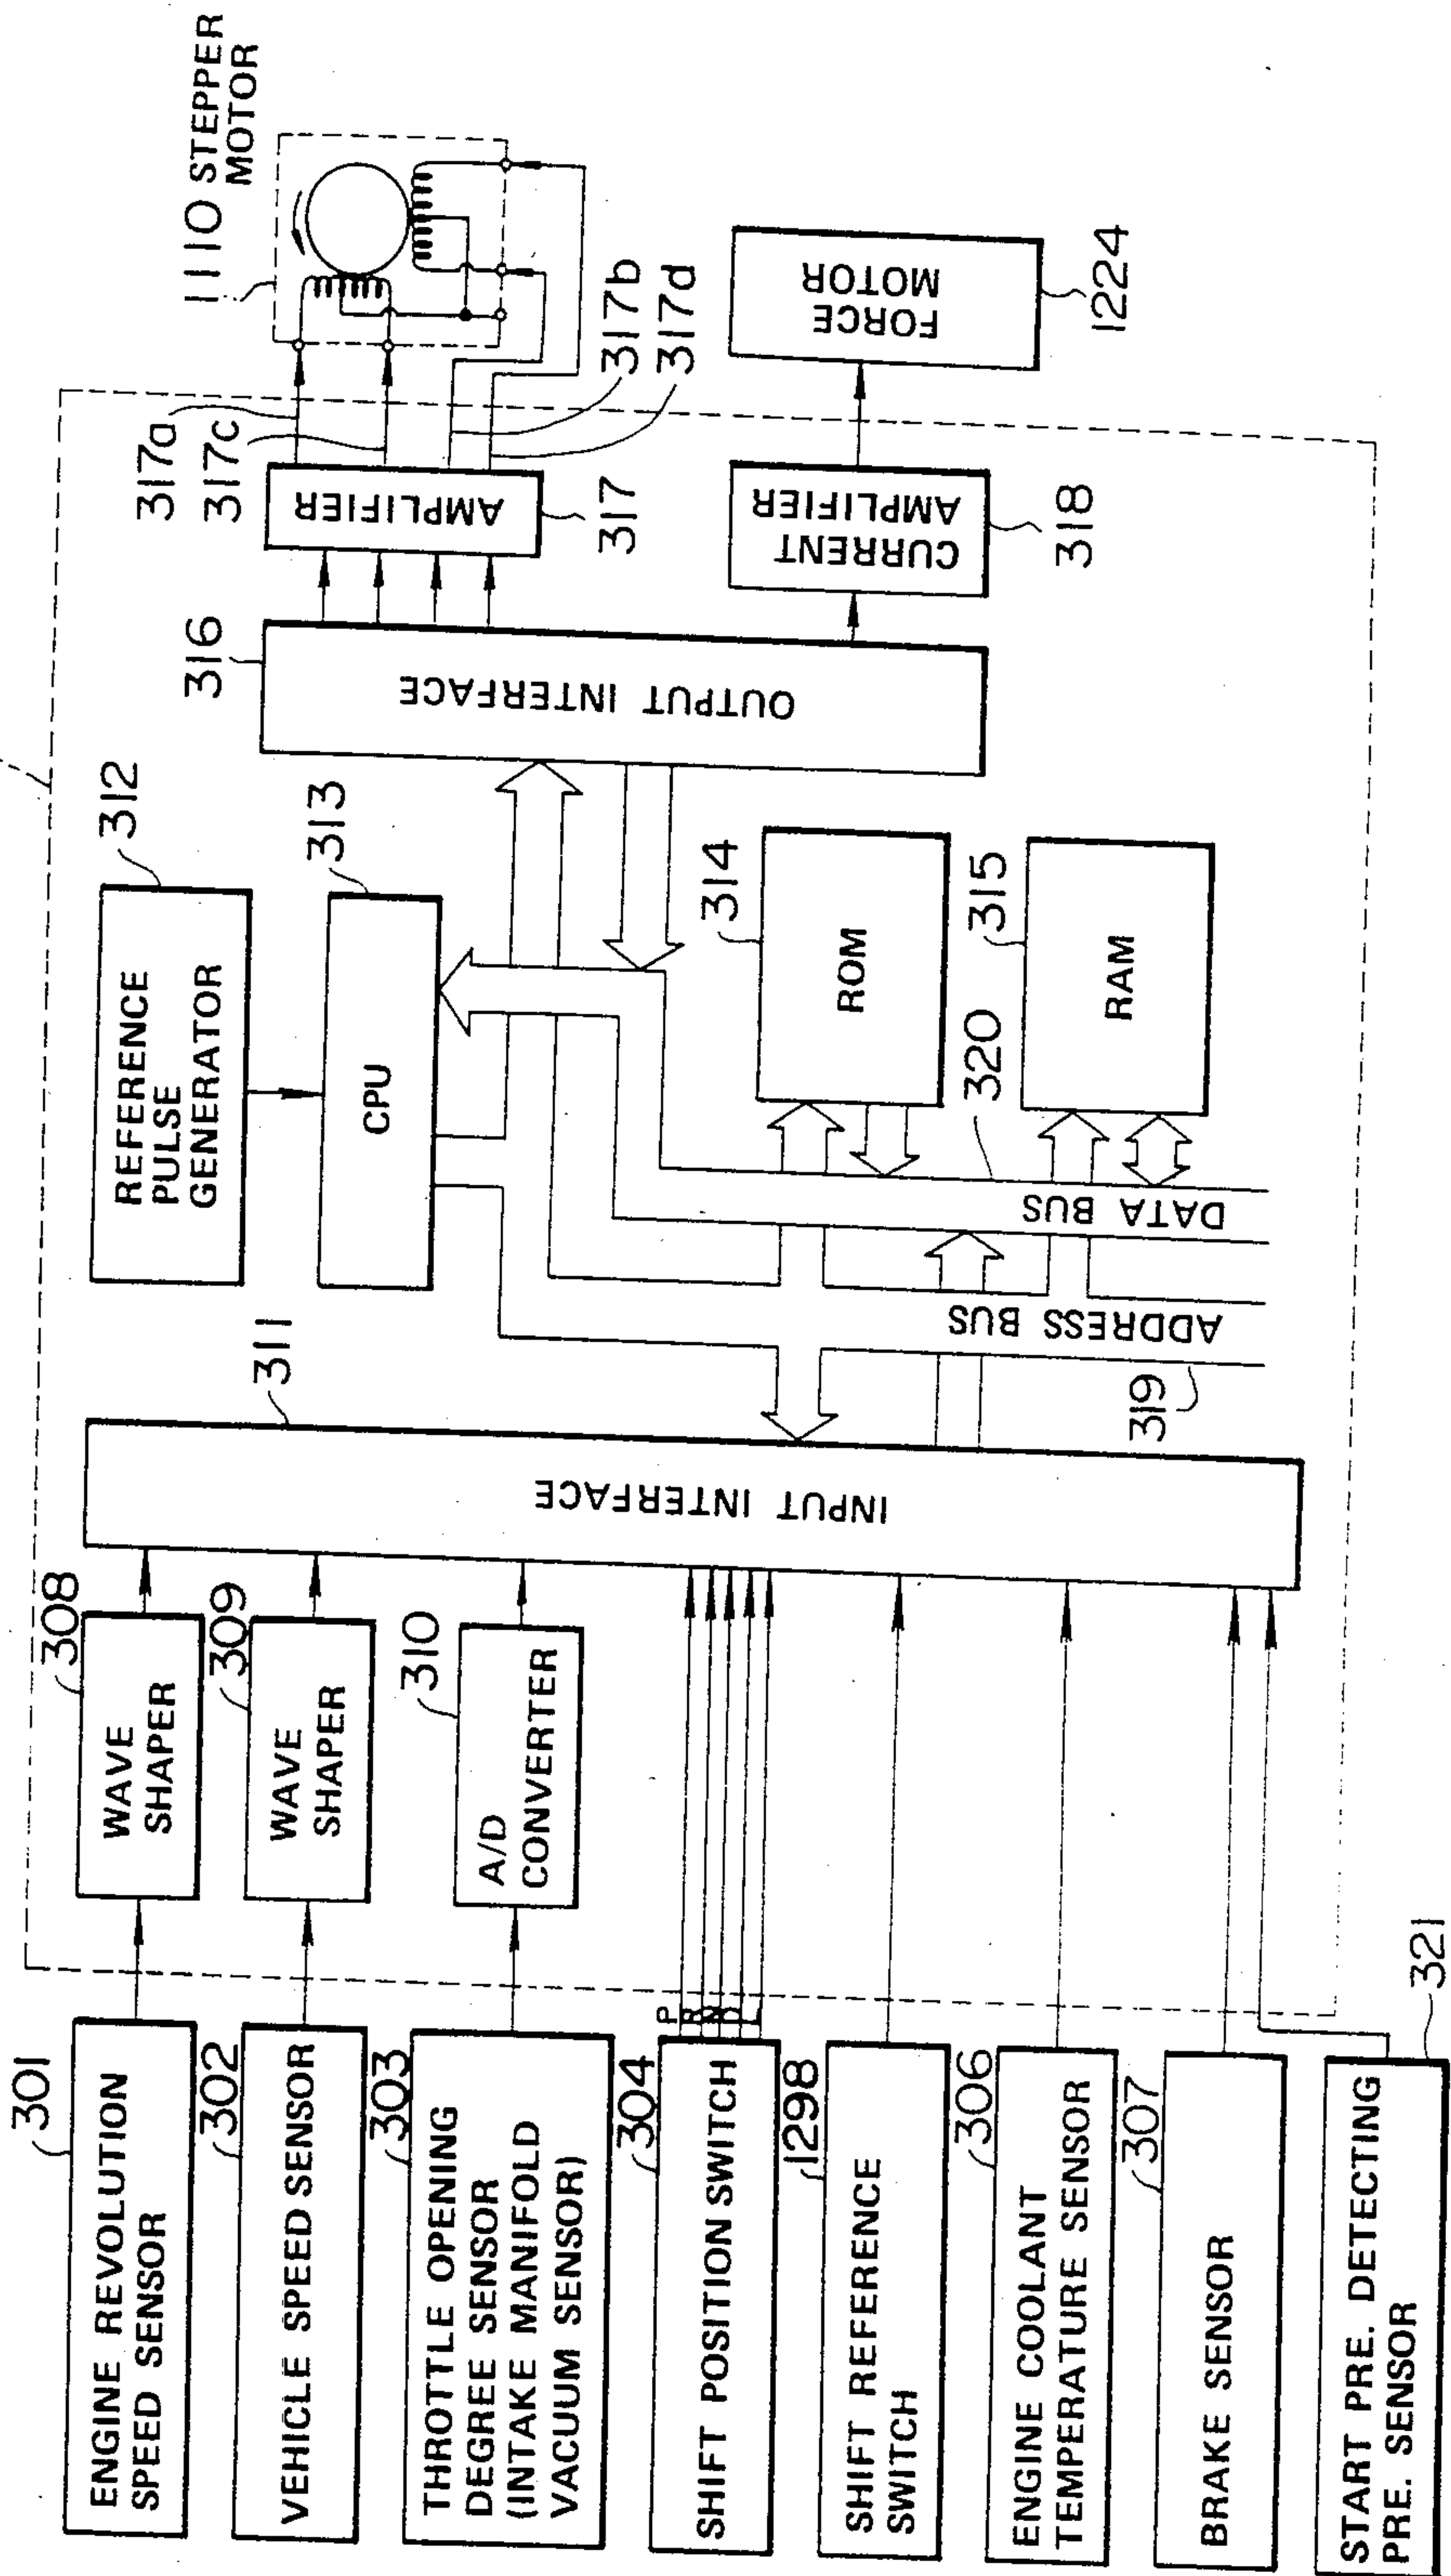 301
ENGINE REVOLUTION
SPEED SENSOR
302
VEHICLE SPEED SENSOR
303
THROTTLE OPENING
DEGREE SENSOR
(INTAKE MANIFOLD
VACUUM SENSOR)
304
SHIFT POSITION SWITCH
P
R
N
D
L
1298
SHIFT REFERENCE
SWITCH
306
ENGINE COOLANT
TEMPERATURE SENSOR
307
BRAKE SENSOR
321
START PRE. DETECTING
PRE. SENSOR
308
WAVE
SHAPER
309
WAVE
SHAPER
310
A/D
CONVERTER
311
INPUT INTERFACE
312
REFERENCE
PULSE
GENERATOR
313
CPU
314
ROM
315
RAM
319
ADDRESS BUS
320
DATA BUS
316
OUTPUT INTERFACE
317a
317c
AMPLIFIER
317
317b
317d
CURRENT
AMPLIFIER
318
1110 STEPPER
MOTOR
FORCE
MOTOR
1224